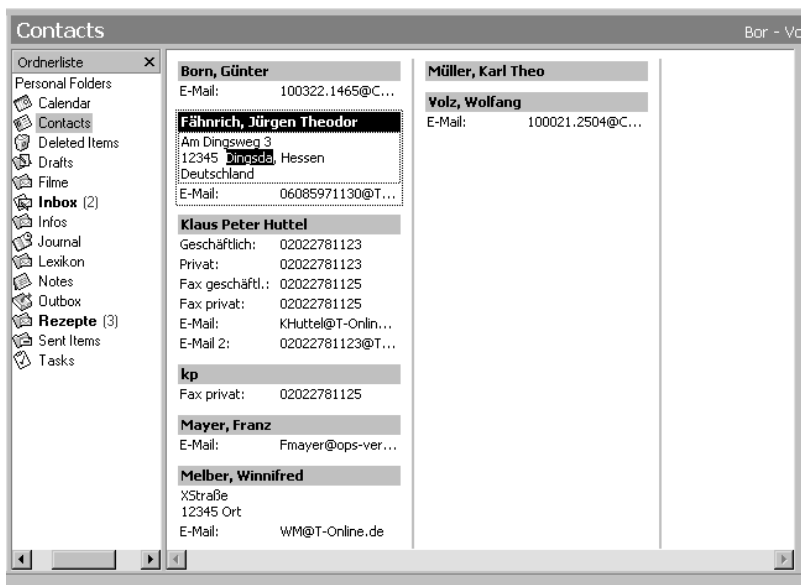 Contacts
Bor - Vo
Ordnerliste
Personal Folders
Calendar
Contacts
Deleted Items
Drafts
Filme
Inbox (2)
Infos
Journal
Lexikon
Notes
Outbox
Rezepte (3)
Sent Items
Tasks
Born, Günter
E-Mail: 100322.1465@C...
Fähnrich, Jürgen Theodor
Am Dingsweg 3
12345 Dingsda, Hessen
Deutschland
E-Mail: 06085971130@T...
Klaus Peter Huttel
Geschäftlich: 02022781123
Privat: 02022781123
Fax geschäftl.: 02022781125
Fax privat: 02022781125
E-Mail: KHuttel@T-Onlin...
E-Mail 2: 02022781123@T...
kp
Fax privat: 02022781125
Mayer, Franz
E-Mail: Fmayer@ops-ver...
Melber, Winnifred
XStraße
12345 Ort
E-Mail: WM@T-Online.de
Müller, Karl Theo
Volz, Wolfang
E-Mail: 100021.2504@C...